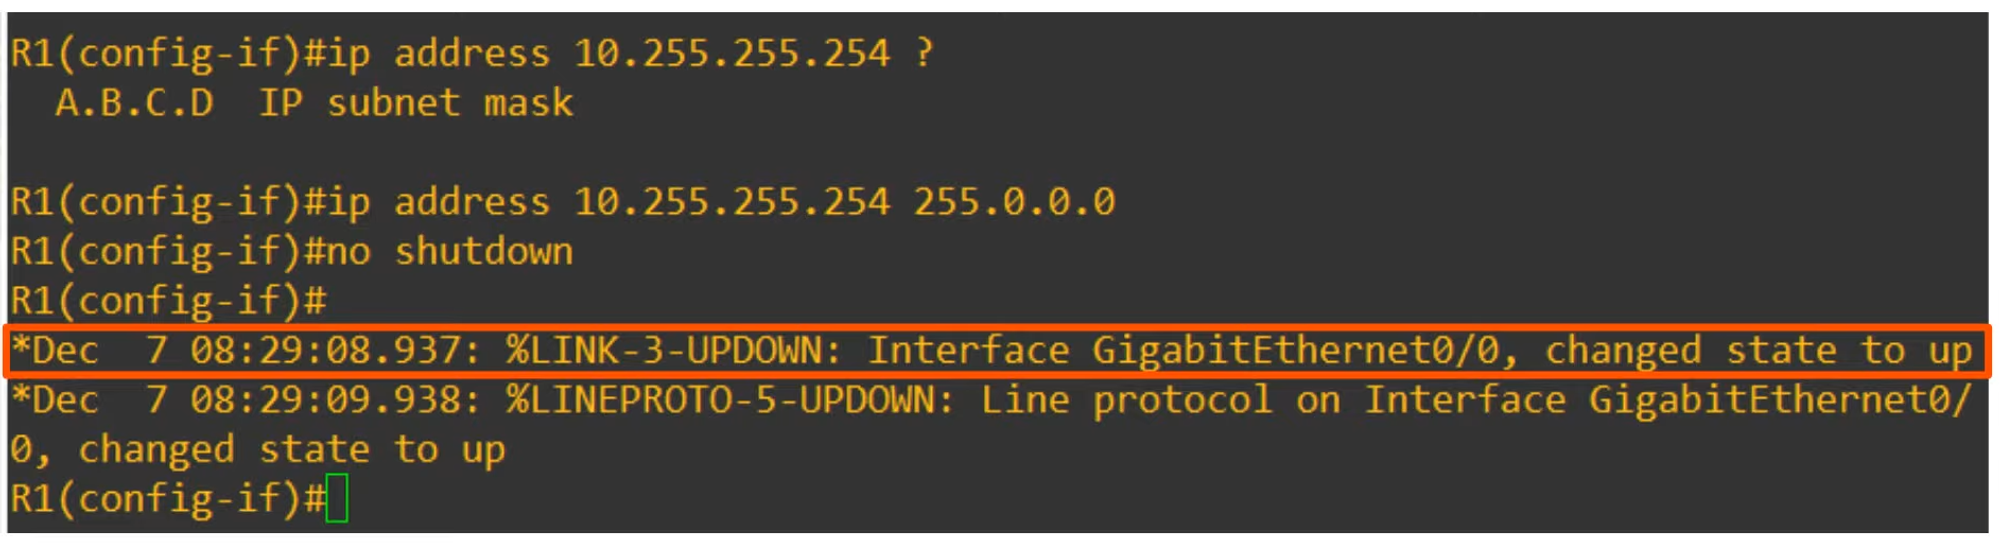 R1(config-if)#ip address 10.255.255.254 ?
  A.B.C.D  IP subnet mask

R1(config-if)#ip address 10.255.255.254 255.0.0.0
R1(config-if)#no shutdown
R1(config-if)#
*Dec  7 08:29:08.937: %LINK-3-UPDOWN: Interface GigabitEthernet0/0, changed state to up
*Dec  7 08:29:09.938: %LINEPROTO-5-UPDOWN: Line protocol on Interface GigabitEthernet0/
0, changed state to up
R1(config-if)#